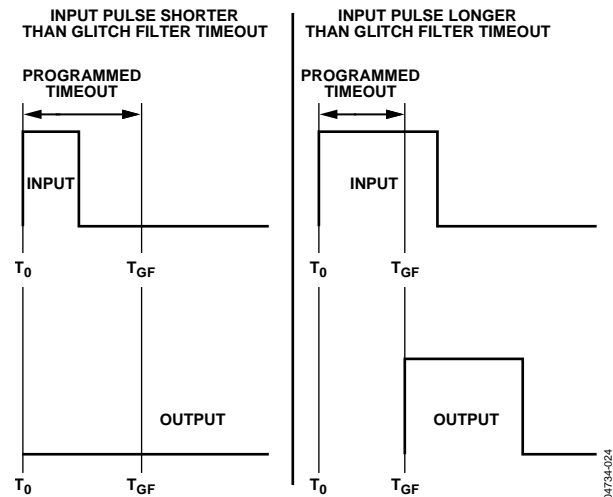 INPUT PULSE SHORTER
THAN GLITCH FILTER TIMEOUT
INPUT PULSE LONGER
THAN GLITCH FILTER TIMEOUT
PROGRAMMED
TIMEOUT
PROGRAMMED
TIMEOUT
INPUT
INPUT
T0
TGF
T0
TGF
OUTPUT
OUTPUT
T0
TGF
T0
TGF
04734-024